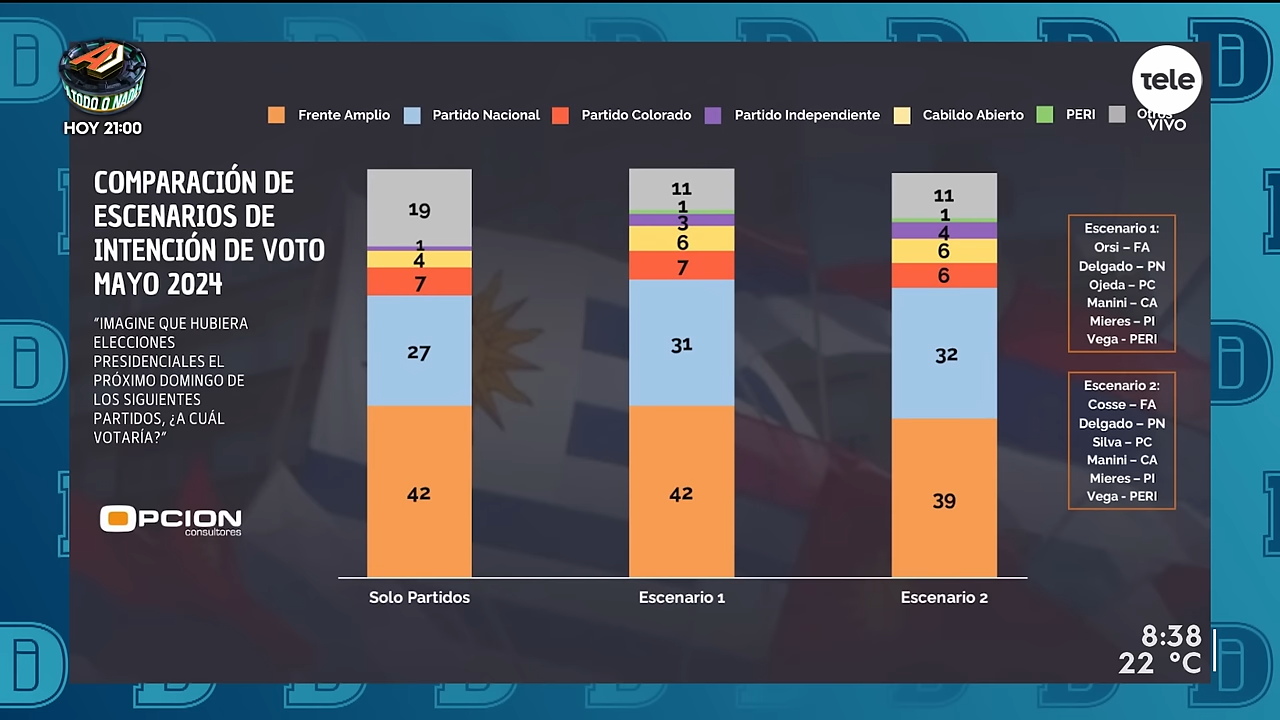 A TODO O NADA
HOY 21:00
tele
VIVO
Frente Amplio
Partido Nacional
Partido Colorado
Partido Independiente
Cabildo Abierto
PERI
Otros
COMPARACIÓN DE
ESCENARIOS DE
INTENCIÓN DE VOTO
MAYO 2024
"IMAGINE QUE HUBIERA
ELECCIONES
PRESIDENCIALES EL
PRÓXIMO DOMINGO DE
LOS SIGUIENTES
PARTIDOS, ¿A CUÁL
VOTARÍA?"
OPCION
consultores
19
1
4
7
27
42
Solo Partidos
11
1
3
6
7
31
42
Escenario 1
11
1
4
6
6
32
39
Escenario 2
Escenario 1:
Orsi – FA
Delgado – PN
Ojeda – PC
Manini – CA
Mieres – PI
Vega - PERI
Escenario 2:
Cosse – FA
Delgado – PN
Silva – PC
Manini – CA
Mieres – PI
Vega - PERI
8:38
22 °C